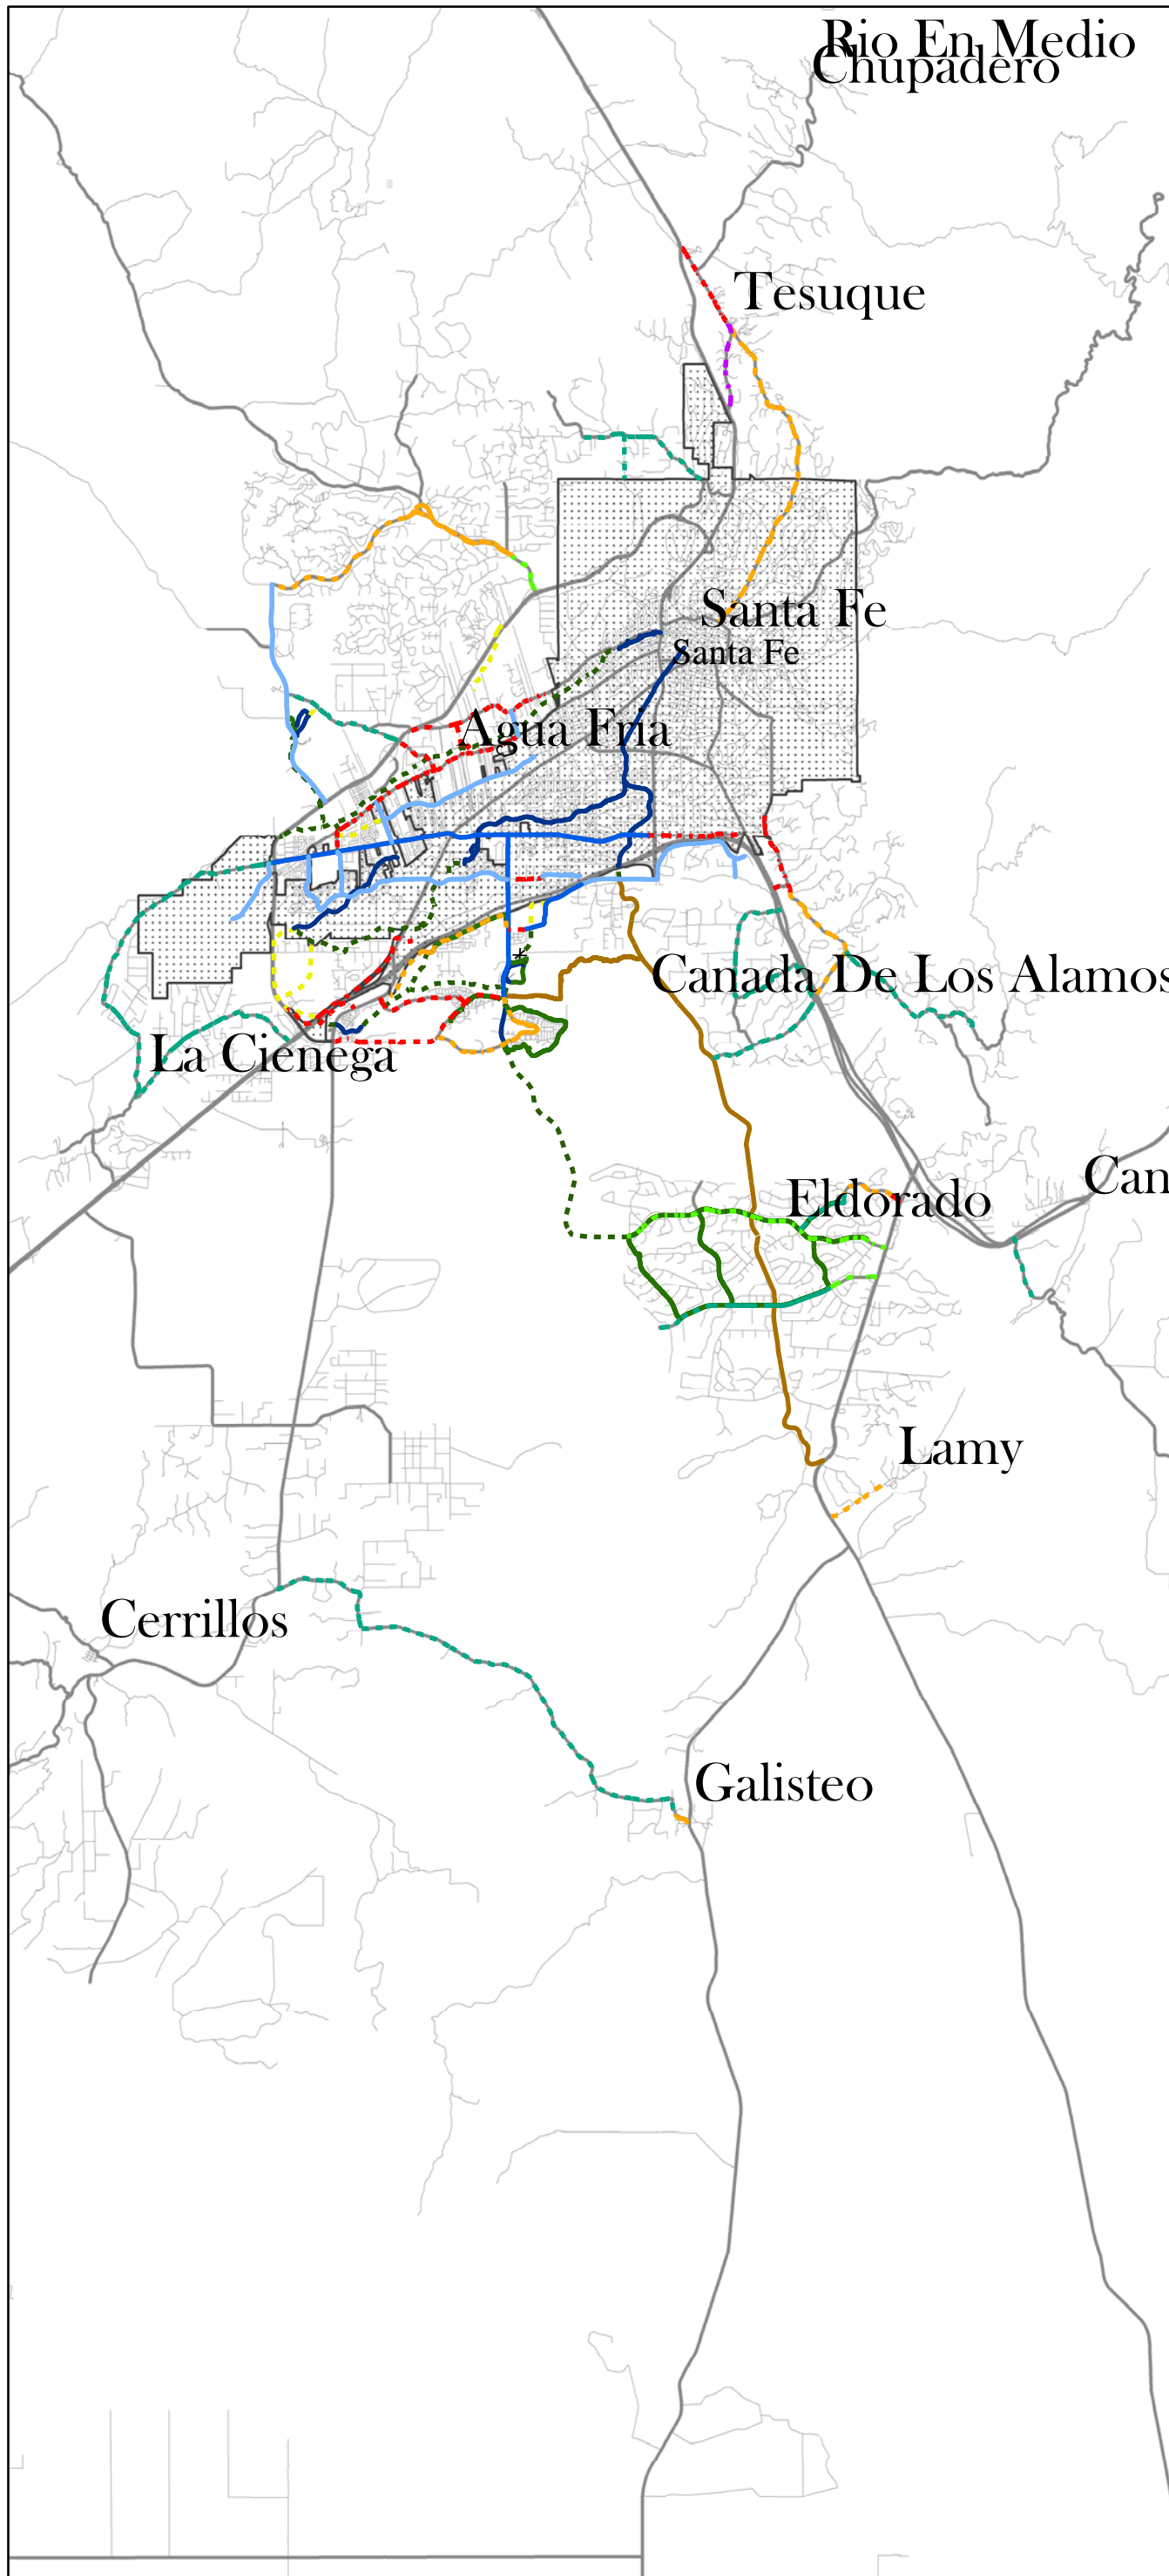 Rio En Medio
Chupadero
Tesuque
Santa Fe
Santa Fe
Agua Fria
Canada De Los Alamos
La Cienega
Can
Eldorado
Lamy
Cerrillos
Galisteo